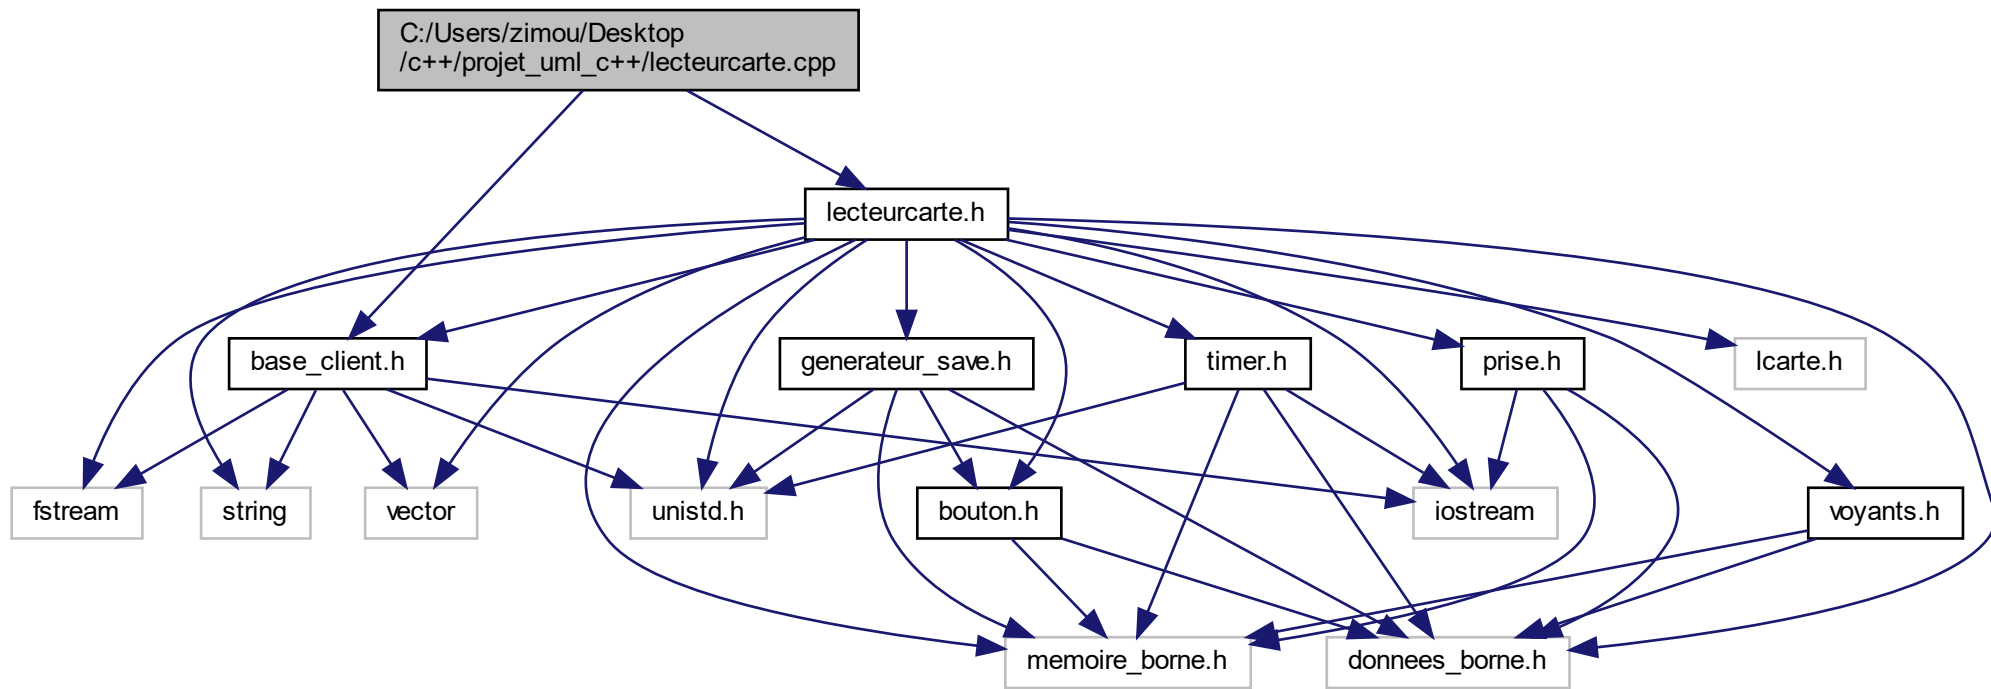 C:/Users/zimou/Desktop
/c++/projet_uml_c++/lecteurcarte.cpp
lecteurcarte.h
base_client.h
generateur_save.h
timer.h
prise.h
lcarte.h
fstream
string
vector
unistd.h
bouton.h
iostream
voyants.h
memoire_borne.h
donnees_borne.h